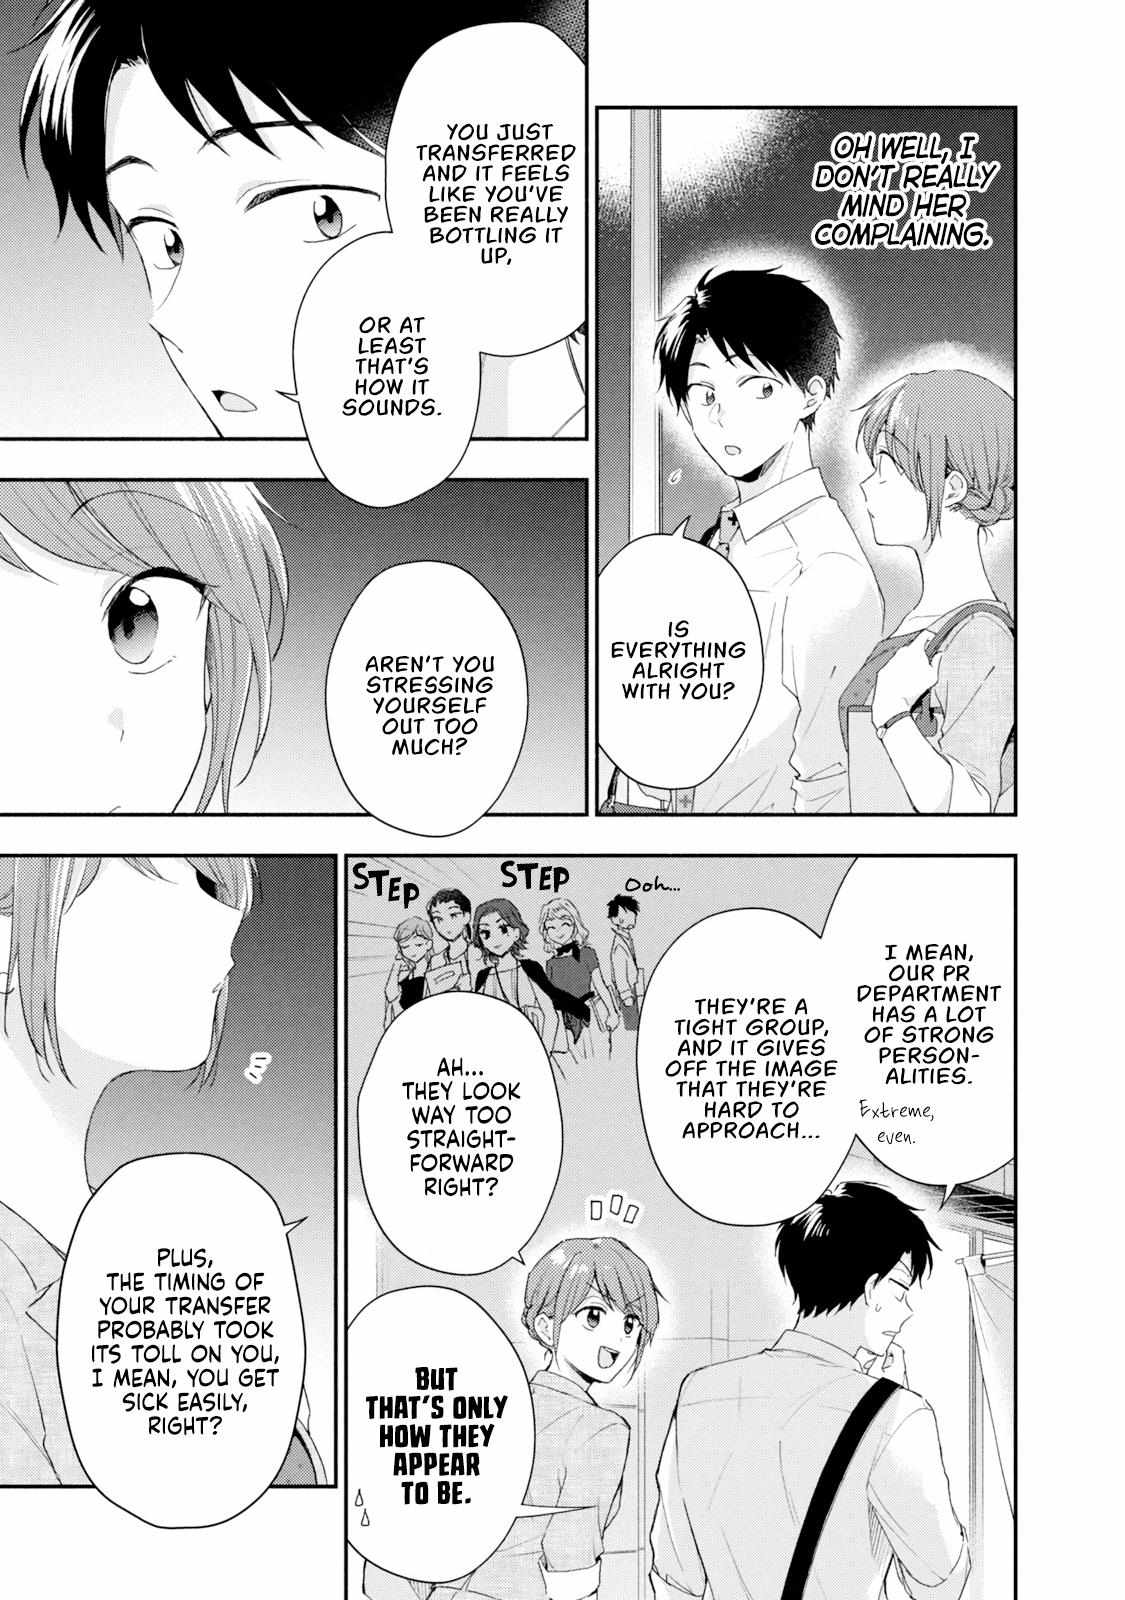 OH WELL, I
DON'T REALLY
MIND HER
COMPLAINING.
IS
EVERYTHING
ALRIGHT
WITH YOU?
YOU JUST
TRANSFERRED
AND IT FEELS
LIKE YOU'VE
BEEN REALLY
BOTTLING IT
UP,
OR AT
LEAST
THAT'S
HOW IT
SOUNDS.
AREN'T YOU
STRESSING
YOURSELF
OUT TOO
MUCH?
I MEAN,
OUR PR
DEPARTMENT
HAS A LOT
OF STRONG
PERSON-
ALITIES.
Extreme,
even.
THEY'RE A
TIGHT GROUP,
AND IT GIVES
OFF THE IMAGE
THAT THEY'RE
HARD TO
APPROACH...
Ooh...
STEP
STEP
AH...
THEY LOOK
WAY TOO
STRAIGHT-
FORWARD
RIGHT?
BUT
THAT'S ONLY
HOW THEY
APPEAR
TO BE.
PLUS,
THE TIMING OF
YOUR TRANSFER
PROBABLY TOOK
ITS TOLL ON YOU,
I MEAN, YOU GET
SICK EASILY,
RIGHT?